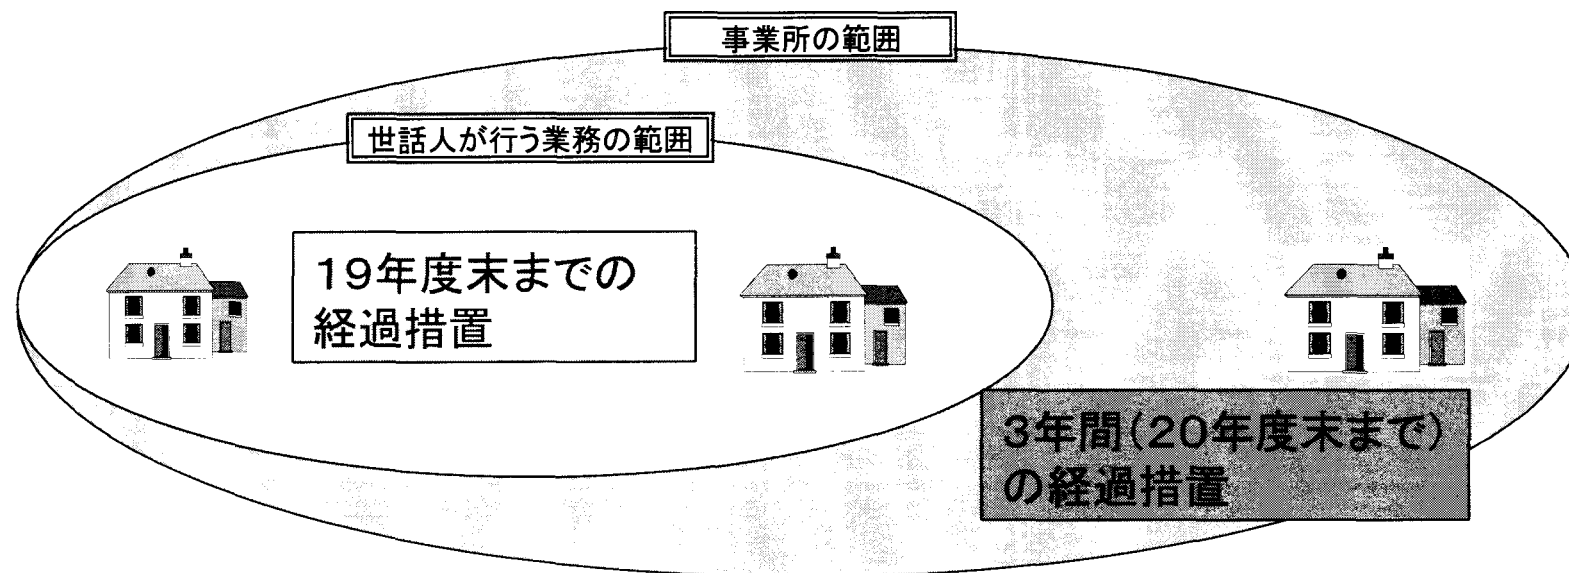 事業所の範囲
世話人が行う業務の範囲
19年度末までの
経過措置
3年間(20年度末まで)
の経過措置